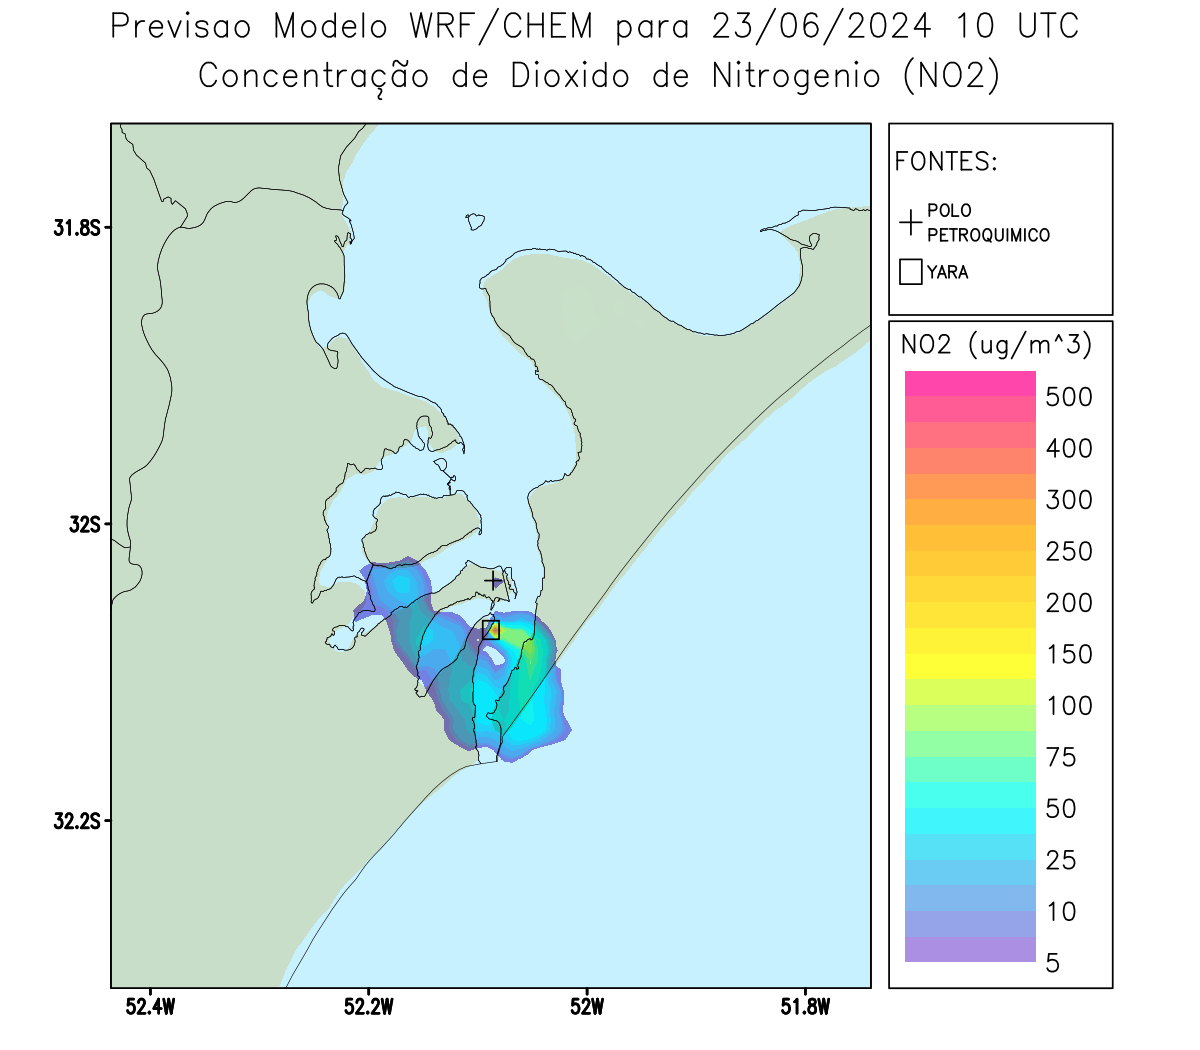 Previsao Modelo WRF/CHEM para 23/06/2024 10 UTC
Concentração de Dioxido de Nitrogenio (NO2)
FONTES:
POLO
PETROQUIMICO
YARA
NO2 (ug/m^3)
500
400
300
250
200
150
100
75
50
25
10
5
31.8S
32S
32.2S
52.4W
52.2W
52W
51.8W